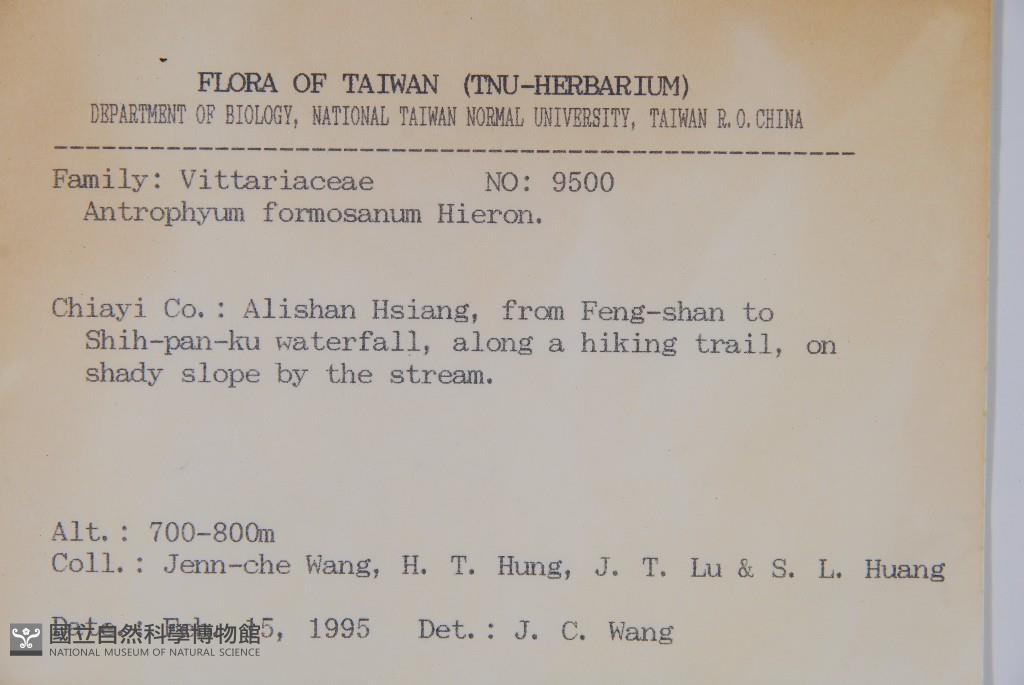 FLORA OF TAIWAN (TNU-HERBARIUM)
DEPARTMENT OF BIOLOGY, NATIONAL TAIWAN NORMAL UNIVERSITY, TAIWAN R.O.CHINA
Family: Vittariaceae NO: 9500
Antrophyum formosanum Hieron.
Chiayi Co.: Alishan Hsiang, from Feng-shan to
Shih-pan-ku waterfall, along a hiking trail, on
shady slope by the stream.
Alt.: 700-800m
Coll.: Jenn-che Wang, H. T. Hung, J. T. Lu & S. L. Huang
Date.: Feb. 15, 1995 Det.: J. C. Wang
國立自然科學博物館
NATIONAL MUSEUM OF NATURAL SCIENCE